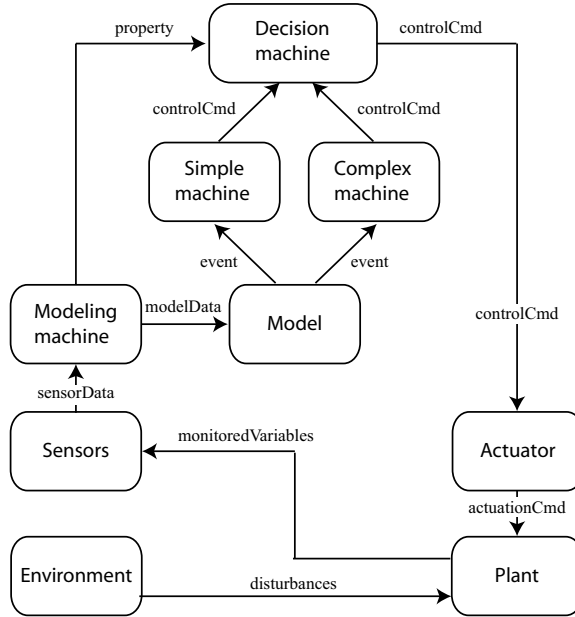 property
Decision
machine
controlCmd
controlCmd
controlCmd
Simple
machine
Complex
machine
event
event
Modeling
machine
modelData
Model
controlCmd
sensorData
Sensors
monitoredVariables
Actuator
actuationCmd
Environment
disturbances
Plant